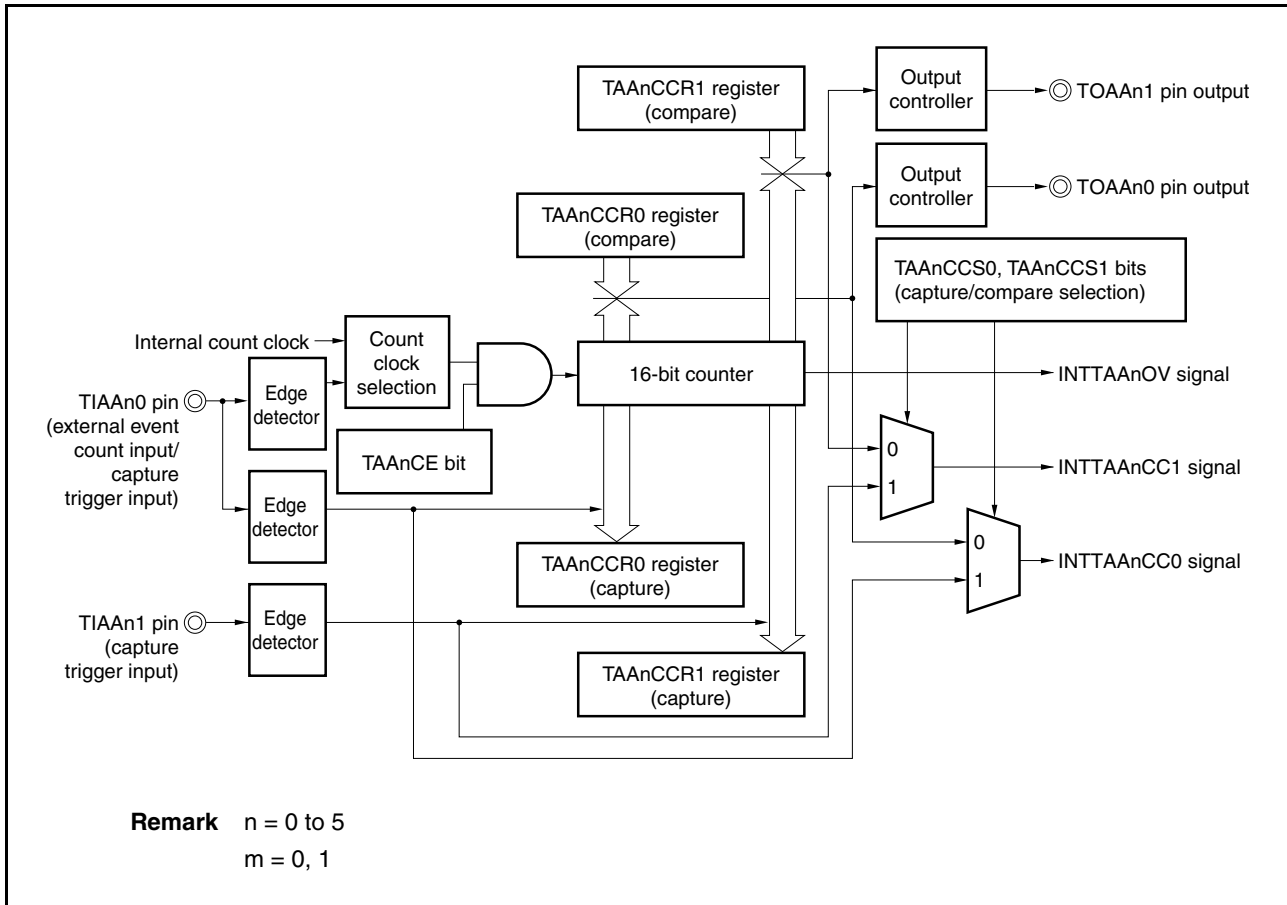 TAAnCCR1 register
(compare)
Output
controller
TOAAn1 pin output
Output
controller
TOAAn0 pin output
TAAnCCR0 register
(compare)
TAAnCCS0, TAAnCCS1 bits
(capture/compare selection)
Internal count clock
Count
clock
selection
16-bit counter
INTTAAnOV signal
TIAAn0 pin
(external event
count input/
capture
trigger input)
Edge
detector
TAAnCE bit
0
1
INTTAAnCC1 signal
Edge
detector
TAAnCCR0 register
(capture)
0
1
INTTAAnCC0 signal
TIAAn1 pin
(capture
trigger input)
Edge
detector
TAAnCCR1 register
(capture)
Remark n = 0 to 5
m = 0, 1